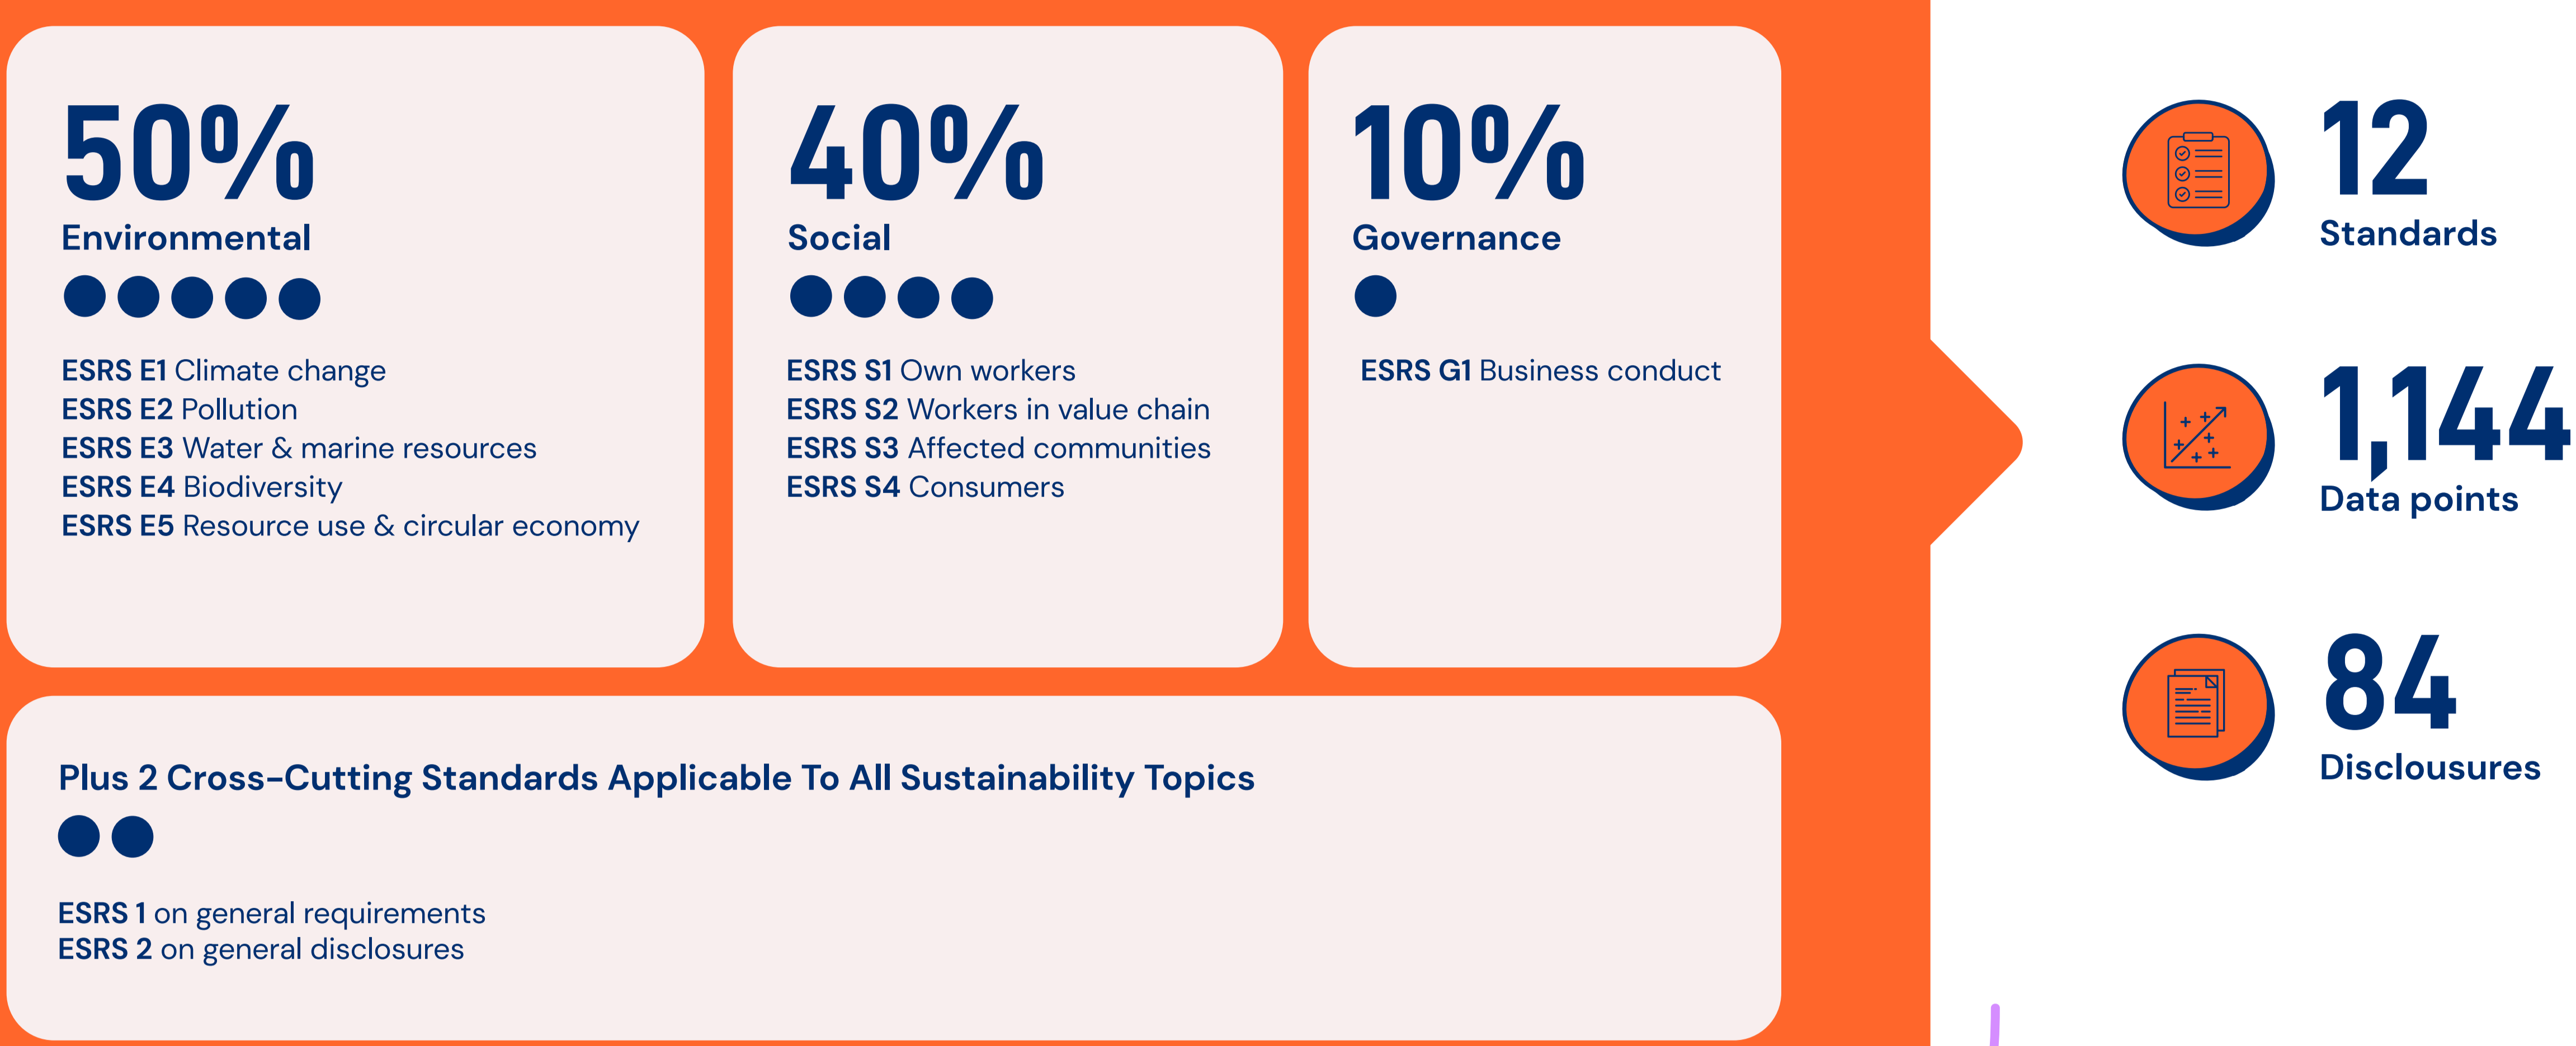 50%
Environmental
ESRS E1 Climate change
ESRS E2 Pollution
ESRS E3 Water & marine resources
ESRS E4 Biodiversity
ESRS E5 Resource use & circular economy
40%
Social
ESRS S1 Own workers
ESRS S2 Workers in value chain
ESRS S3 Affected communities
ESRS S4 Consumers
10%
Governance
ESRS G1 Business conduct
Plus 2 Cross-Cutting Standards Applicable To All Sustainability Topics
ESRS 1 on general requirements
ESRS 2 on general disclosures
12
Standards
1,144
Data points
84
Disclousures